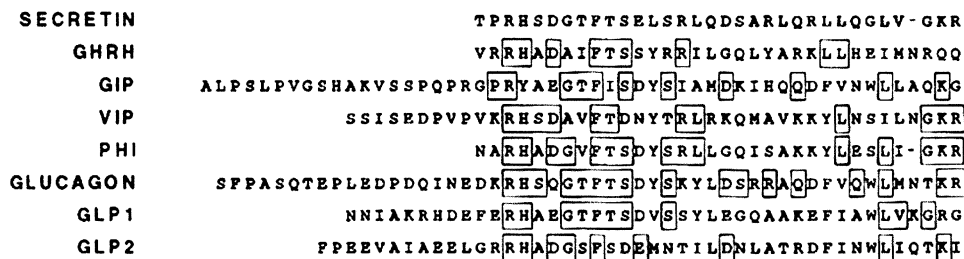 SECRETIN TPRHSDGTFTSELSRLQDSARLQRLLQGLV-GKR
GHRH VRRHADAIFTSSYRRILGQLYARKLLHEIMNRQQ
GIP ALPSLPVGSHAKVSSPQPRGPRYAEGTFISDYSIAMDKIHQQDFVNWLLAQKG
VIP SSISEDPVPVKRHSDAVFTDNYTRLRKQMAVKKYLNSILNGKR
PHI NARHADGVFTSDYSRLLGQISAKKYLESLI-GKR
GLUCAGON SFPASQTEPLEDPDQINEDKRHSQGTFTSDYSKYLDSRRAQDFVQWLMNTKR
GLP1 NNIAKRHDEFERHAEGTFTSDVSSYLEGQAAKEFIAWLVKGRG
GLP2 FPEEVAIAEELGRRHADGSFSDEMNTILDNLATRDFINWLIQTKI